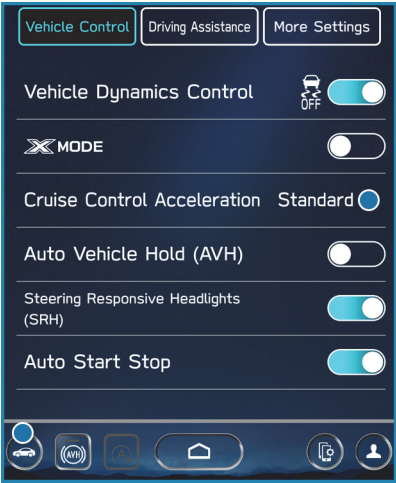 Vehicle Control
Driving Assistance
More Settings
Vehicle Dynamics Control
OFF
X MODE
Cruise Control Acceleration Standard
Auto Vehicle Hold (AVH)
Steering Responsive Headlights
(SRH)
Auto Start Stop
(AVH)
A